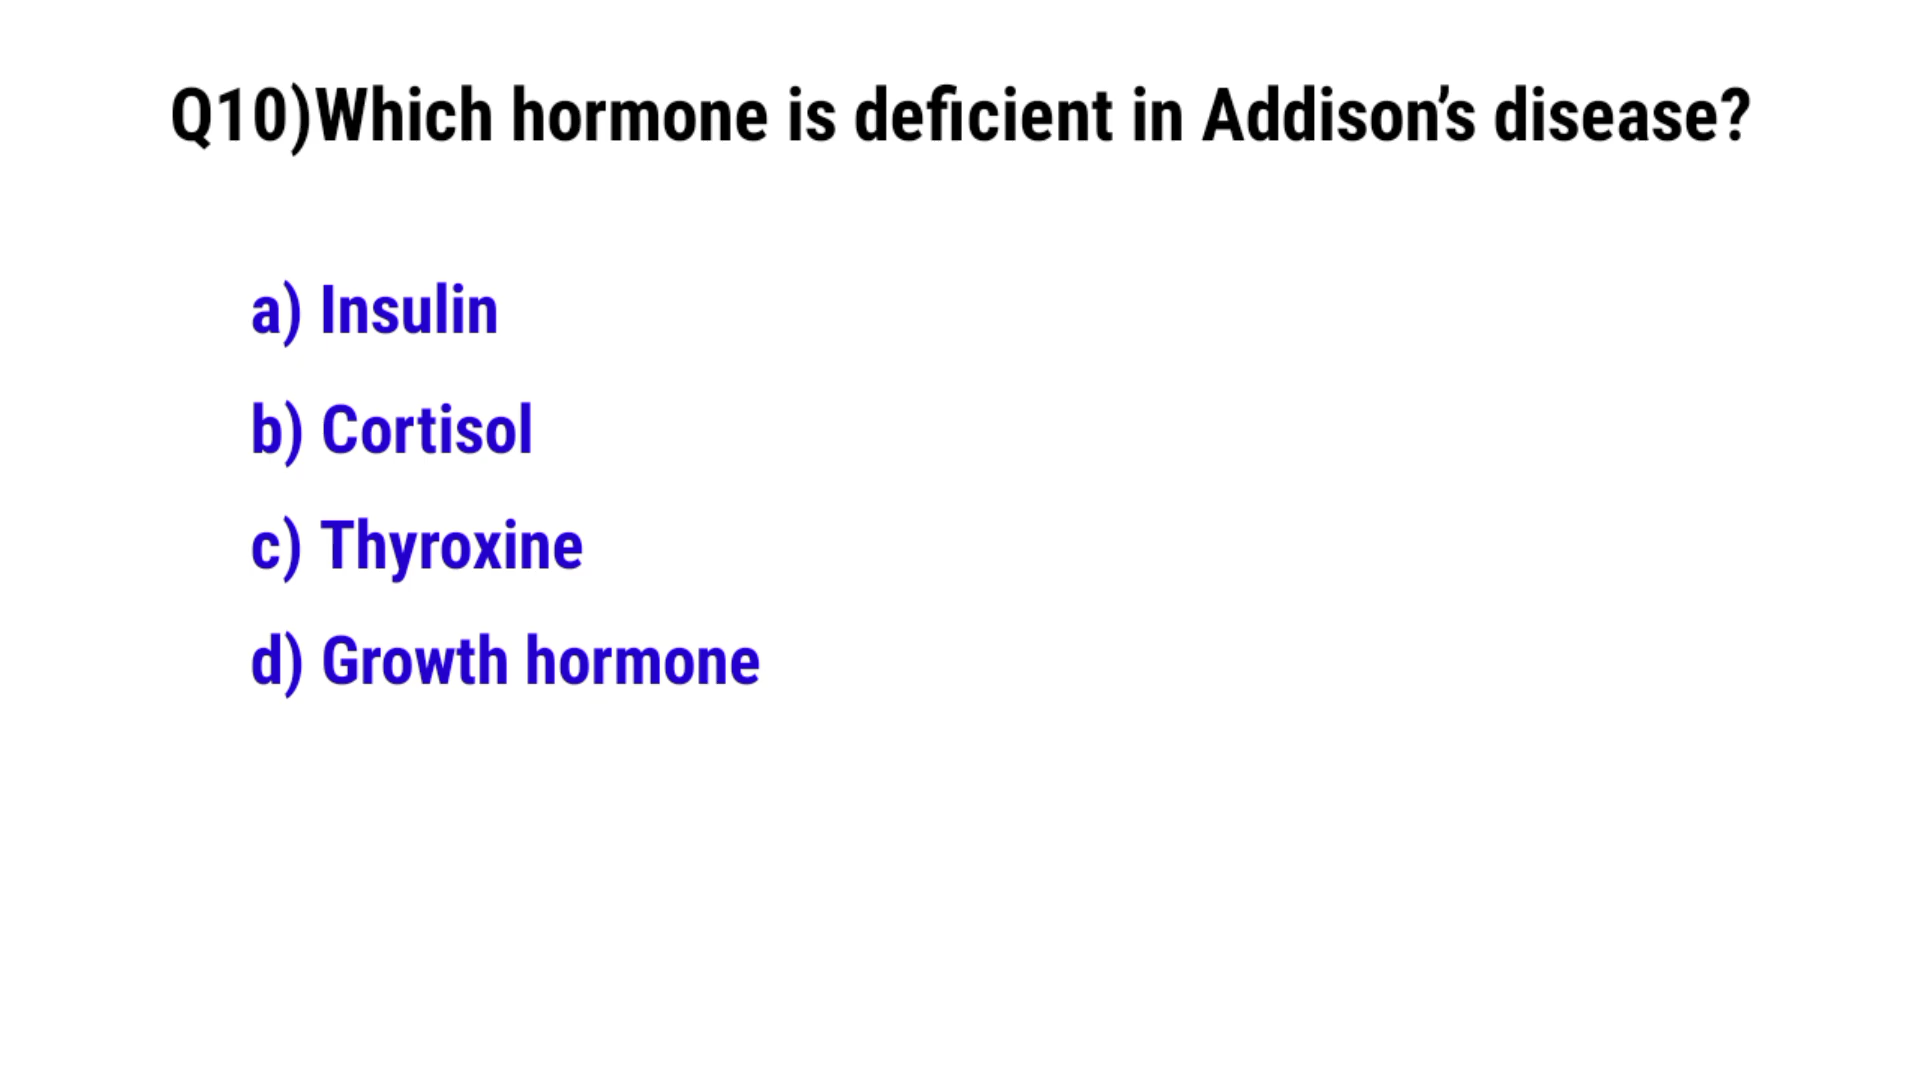 Q10)Which hormone is deficient in Addison’s disease?
a) Insulin
b) Cortisol
c) Thyroxine
d) Growth hormone